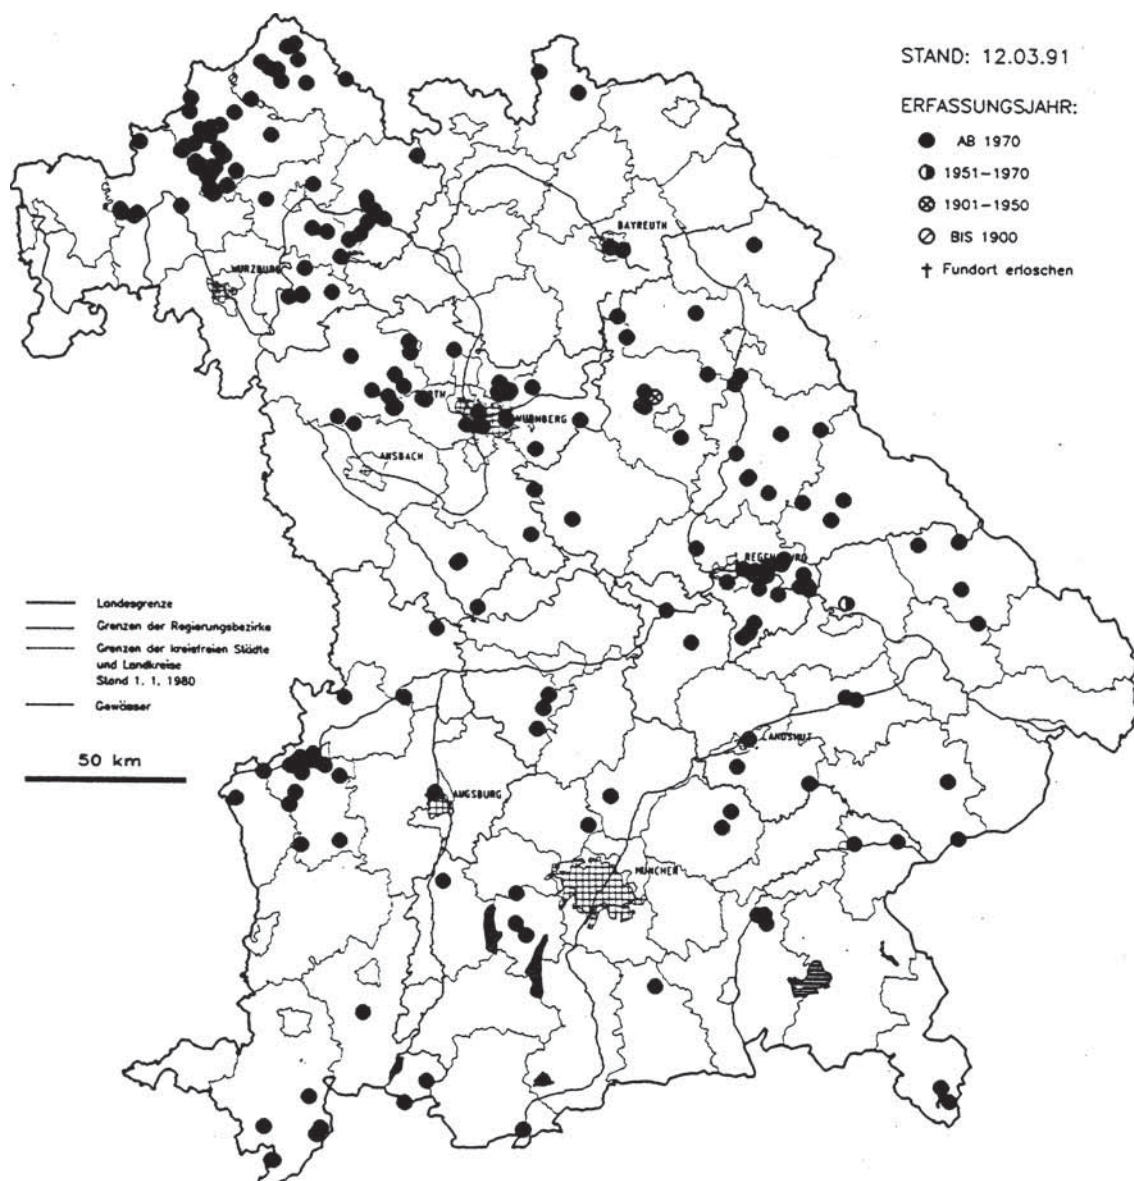 STAND: 12.03.91
ERFASSUNGSJAHR:
AB 1970
1951–1970
1901–1950
BIS 1900
† Fundort erloschen
BAYREUTH
WÜRZBURG
NÜRNBERG
ANSBACH
Landesgrenze
Grenzen der Regierungsbezirke
Grenzen der kreisfreien Städte
und Landkreise
Stand 1. 1. 1980
Gewässer
50 km
AUGSBURG
MÜNCHEN